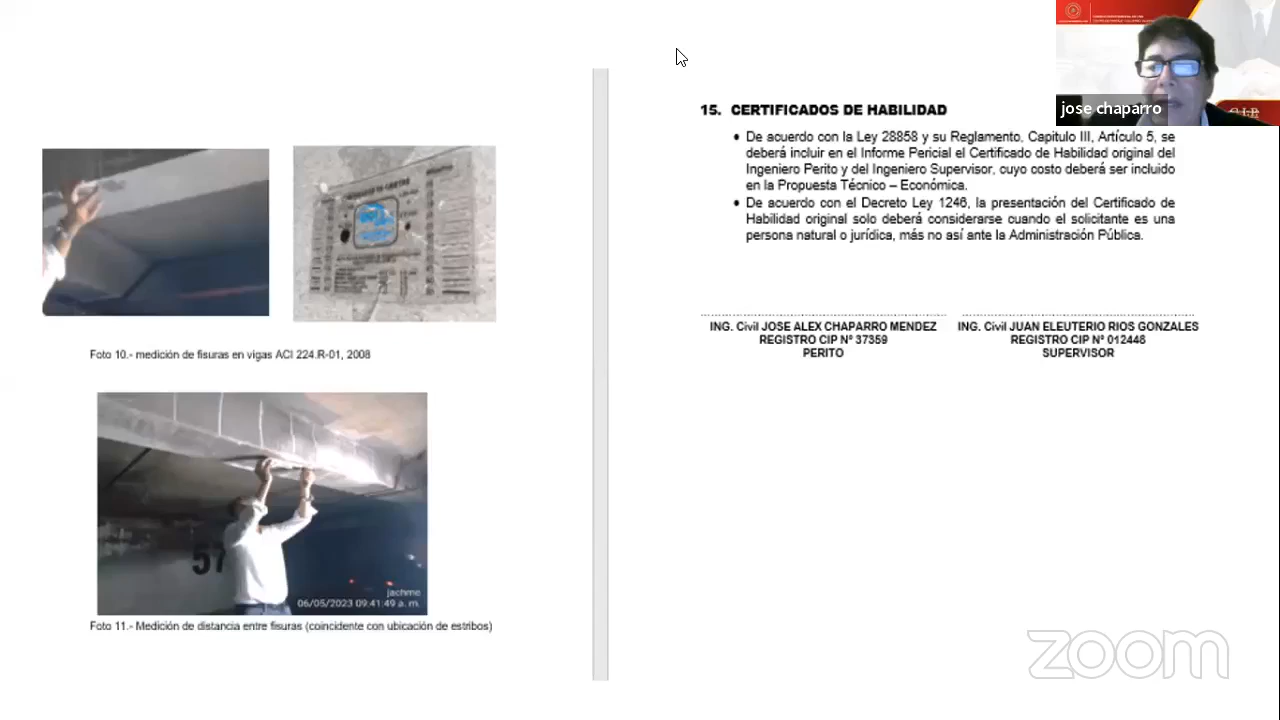 jose chaparro
C.I.P.
Foto 10.- medición de fisuras en vigas ACI 224.R-01, 2008
57
jachme
06/05/2023 09:41:49 a. m.
Foto 11.- Medición de distancia entre fisuras (coincidente con ubicación de estribos)
15. CERTIFICADOS DE HABILIDAD
• De acuerdo con la Ley 28858 y su Reglamento, Capitulo III, Artículo 5, se
deberá incluir en el Informe Pericial el Certificado de Habilidad original del
Ingeniero Perito y del Ingeniero Supervisor, cuyo costo deberá ser incluido
en la Propuesta Técnico – Económica.
• De acuerdo con el Decreto Ley 1246, la presentación del Certificado de
Habilidad original solo deberá considerarse cuando el solicitante es una
persona natural o jurídica, más no así ante la Administración Pública.
ING. Civil JOSE ALEX CHAPARRO MENDEZ
REGISTRO CIP Nº 37359
PERITO
ING. Civil JUAN ELEUTERIO RIOS GONZALES
REGISTRO CIP Nº 012446
SUPERVISOR
zoom